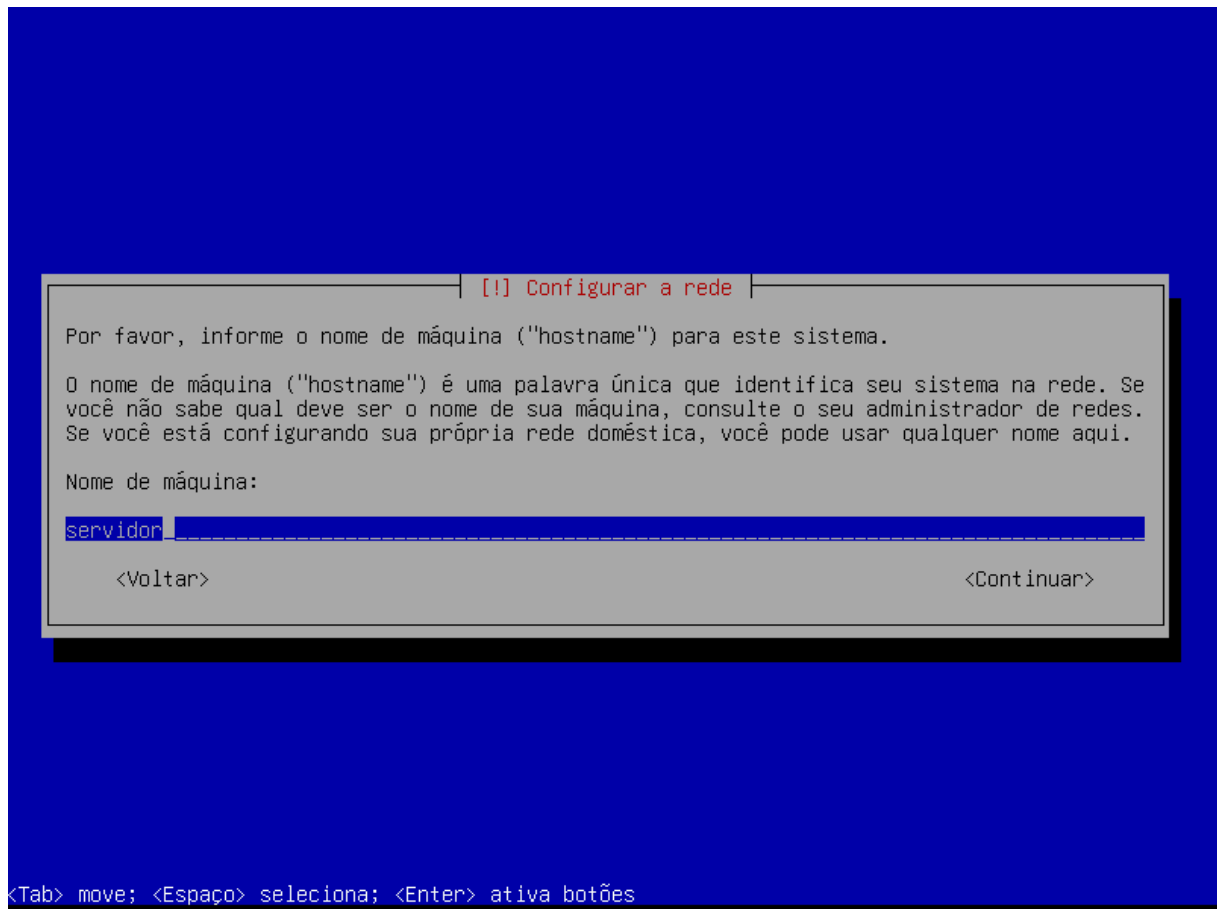 [!] Configurar a rede
Por favor, informe o nome de máquina ("hostname") para este sistema.
O nome de máquina ("hostname") é uma palavra única que identifica seu sistema na rede. Se
você não sabe qual deve ser o nome de sua máquina, consulte o seu administrador de redes.
Se você está configurando sua própria rede doméstica, você pode usar qualquer nome aqui.
Nome de máquina:
servidor
<Voltar> <Continuar>
<Tab> move; <Espaço> seleciona; <Enter> ativa botões